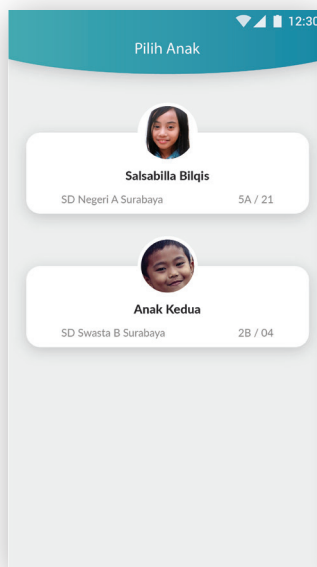 12:30
Pilih Anak
Salsabilla Bilqis
SD Negeri A Surabaya 5A / 21
Anak Kedua
SD Swasta B Surabaya 2B / 04